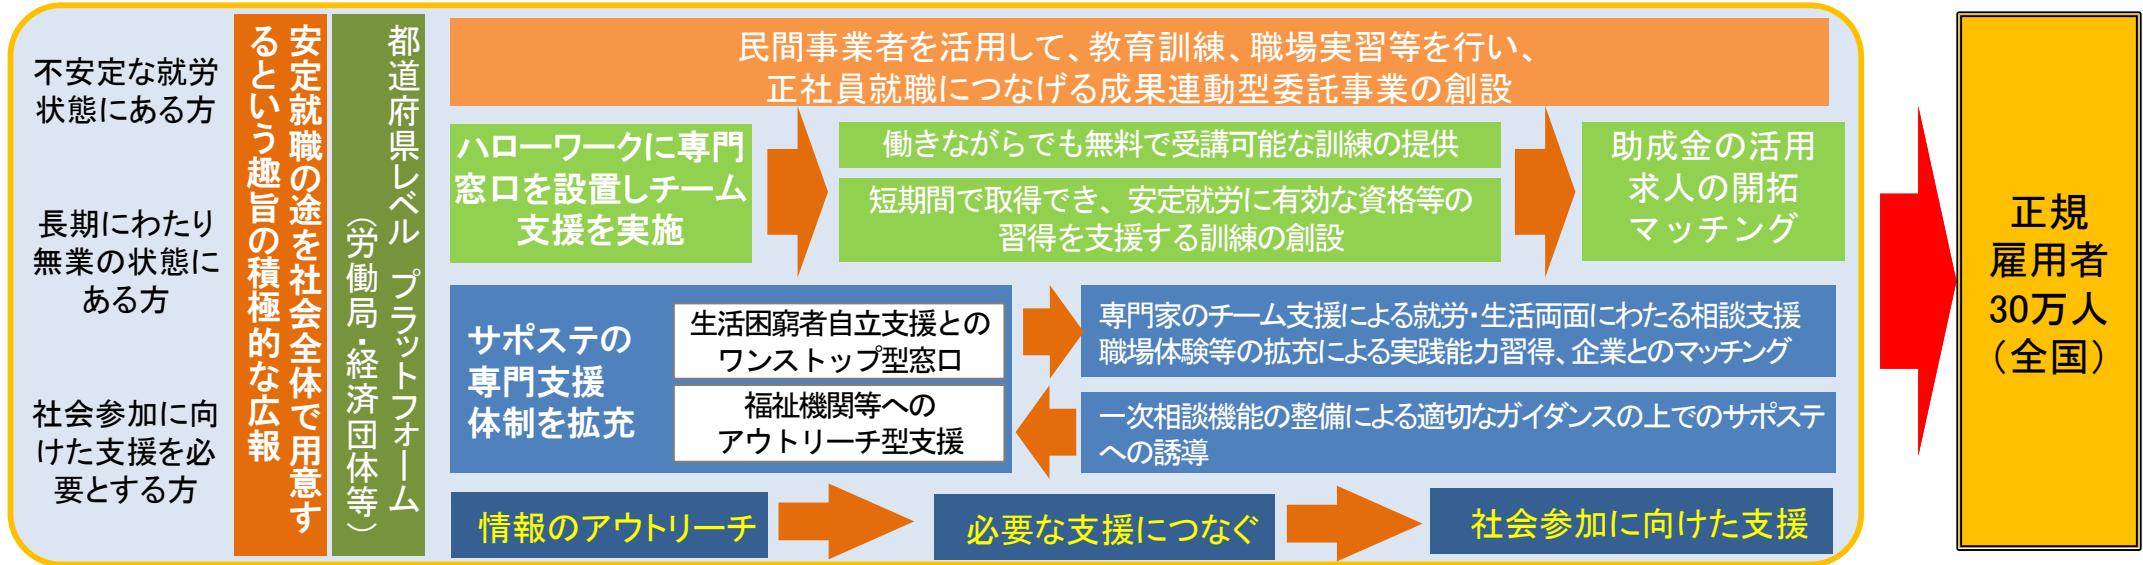 不安定な就労
状態にある方
長期にわたり
無業の状態に
ある方
社会参加に向
けた支援を必
要とする方
安定就職の途を社会全体で用意す
るという趣旨の積極的な広報
都道府県レベル プラットフォーム
（労働局・経済団体等）
民間事業者を活用して、教育訓練、職場実習等を行い、
正社員就職につなげる成果連動型委託事業の創設
ハローワークに専門
窓口を設置しチーム
支援を実施
働きながらでも無料で受講可能な訓練の提供
短期間で取得でき、安定就労に有効な資格等の
習得を支援する訓練の創設
助成金の活用
求人の開拓
マッチング
サポステの
専門支援
体制を拡充
生活困窮者自立支援との
ワンストップ型窓口
福祉機関等への
アウトリーチ型支援
専門家のチーム支援による就労・生活両面にわたる相談支援
職場体験等の拡充による実践能力習得、企業とのマッチング
一次相談機能の整備による適切なガイダンスの上でのサポステ
への誘導
情報のアウトリーチ
必要な支援につなぐ
社会参加に向けた支援
正規
雇用者
30万人
（全国）